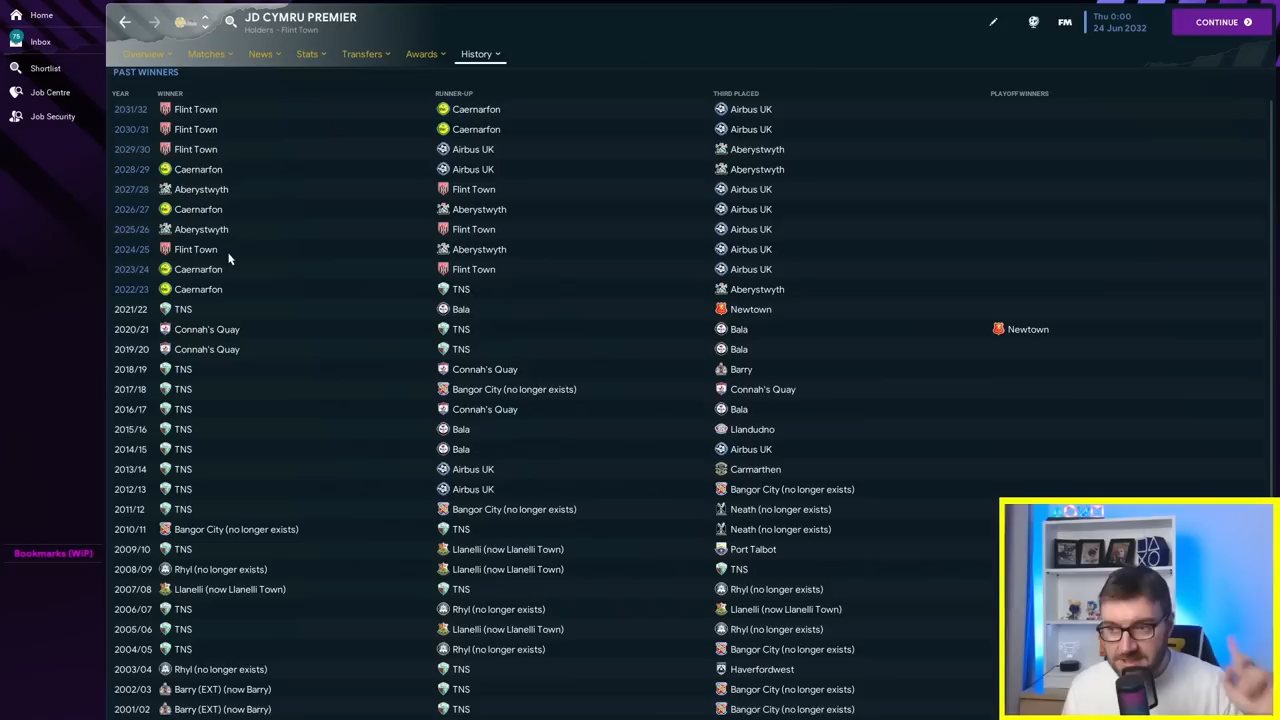 Home
75
Inbox
Shortlist
Job Centre
Job Security
Bookmarks (WiP)
JD CYMRU PREMIER
Holders - Flint Town
FM
Thu 0:00
24 Jun 2032
CONTINUE
Overview
Matches
News
Stats
Transfers
Awards
History
PAST WINNERS
YEAR WINNER RUNNER-UP THIRD PLACED PLAYOFF WINNERS
2031/32 Flint Town Caernarfon Airbus UK
2030/31 Flint Town Caernarfon Airbus UK
2029/30 Flint Town Airbus UK Aberystwyth
2028/29 Caernarfon Airbus UK Aberystwyth
2027/28 Aberystwyth Flint Town Airbus UK
2026/27 Caernarfon Aberystwyth Airbus UK
2025/26 Aberystwyth Flint Town Airbus UK
2024/25 Flint Town Aberystwyth Airbus UK
2023/24 Caernarfon Flint Town Airbus UK
2022/23 Caernarfon TNS Aberystwyth
2021/22 TNS Bala Newtown
2020/21 Connah's Quay TNS Bala Newtown
2019/20 Connah's Quay TNS Bala
2018/19 TNS Connah's Quay Barry
2017/18 TNS Bangor City (no longer exists) Connah's Quay
2016/17 TNS Connah's Quay Bala
2015/16 TNS Bala Llandudno
2014/15 TNS Bala Airbus UK
2013/14 TNS Airbus UK Carmarthen
2012/13 TNS Airbus UK Bangor City (no longer exists)
2011/12 TNS Bangor City (no longer exists) Neath (no longer exists)
2010/11 Bangor City (no longer exists) TNS Neath (no longer exists)
2009/10 TNS Llanelli (now Llanelli Town) Port Talbot
2008/09 Rhyl (no longer exists) Llanelli (now Llanelli Town) TNS
2007/08 Llanelli (now Llanelli Town) TNS Rhyl (no longer exists)
2006/07 TNS Rhyl (no longer exists) Llanelli (now Llanelli Town)
2005/06 TNS Llanelli (now Llanelli Town) Rhyl (no longer exists)
2004/05 TNS Rhyl (no longer exists) Bangor City (no longer exists)
2003/04 Rhyl (no longer exists) TNS Haverfordwest
2002/03 Barry (EXT) (now Barry) TNS Bangor City (no longer exists)
2001/02 Barry (EXT) (now Barry) TNS Bangor City (no longer exists)